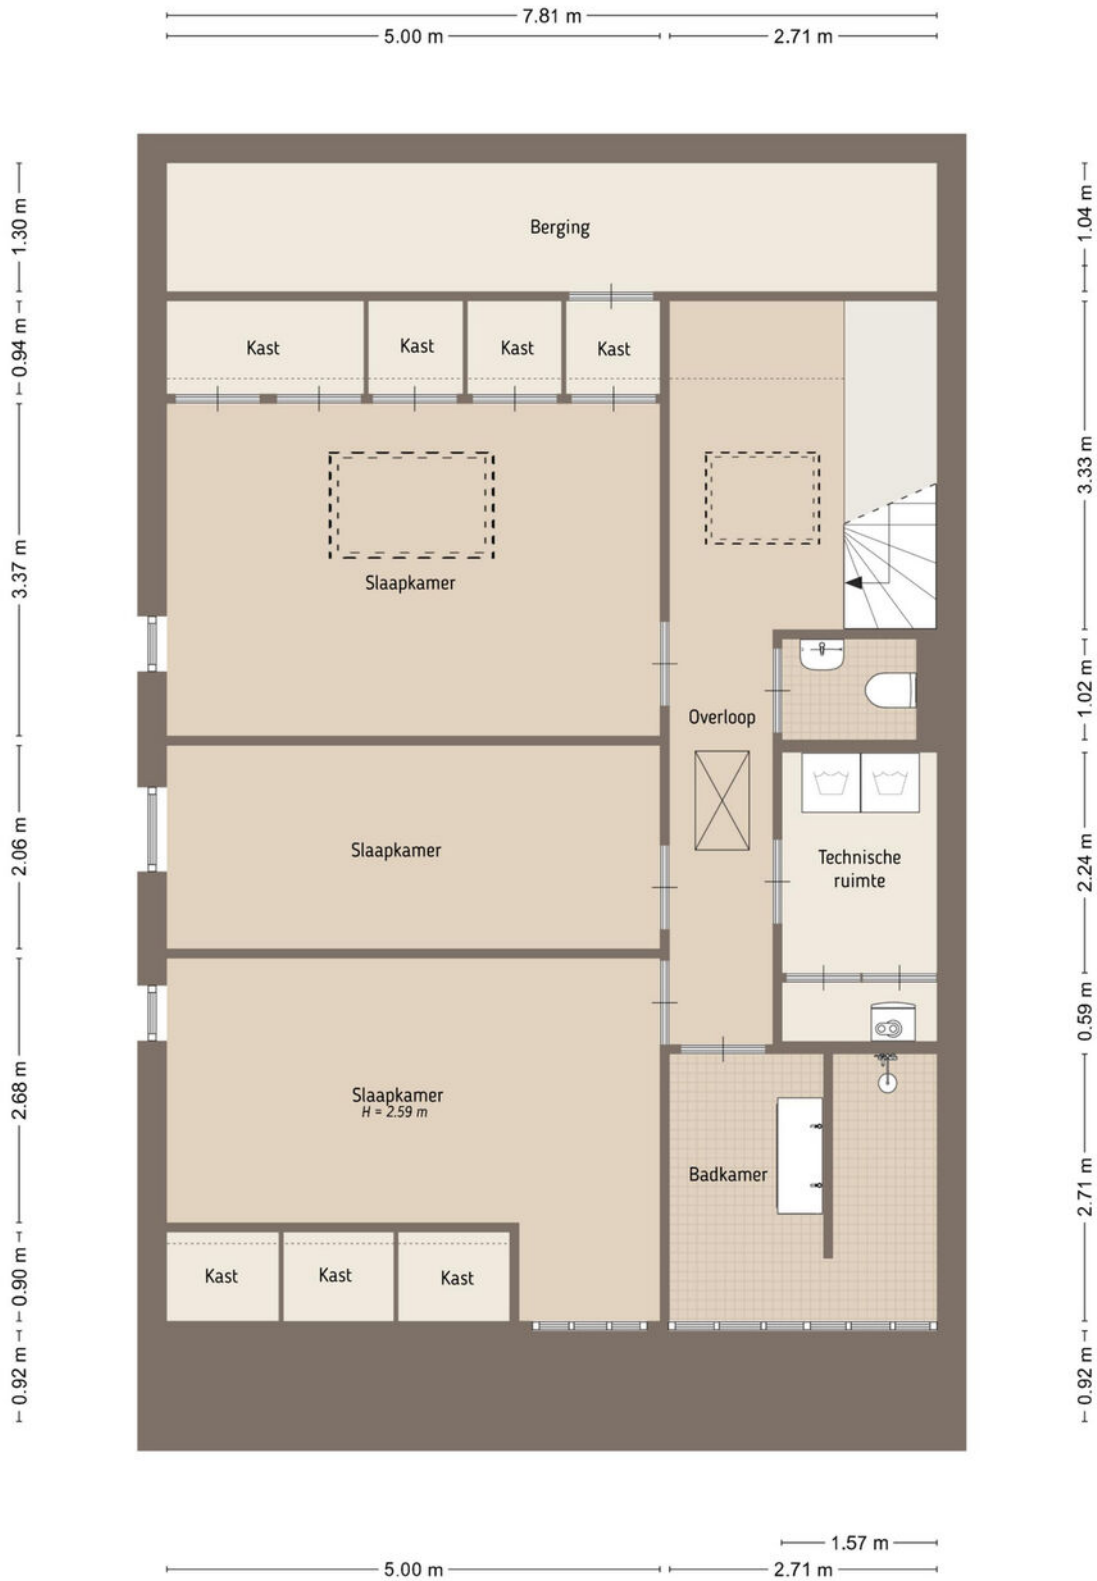 7.81 m
5.00 m
2.71 m
1.30 m
1.04 m
Berging
0.94 m
Kast
Kast
Kast
Kast
3.33 m
3.37 m
Slaapkamer
1.02 m
Overloop
2.06 m
Slaapkamer
Technische
ruimte
2.24 m
0.59 m
2.68 m
Slaapkamer
H = 2.59 m
Badkamer
2.71 m
0.90 m
Kast
Kast
Kast
0.92 m
0.92 m
1.57 m
5.00 m
2.71 m